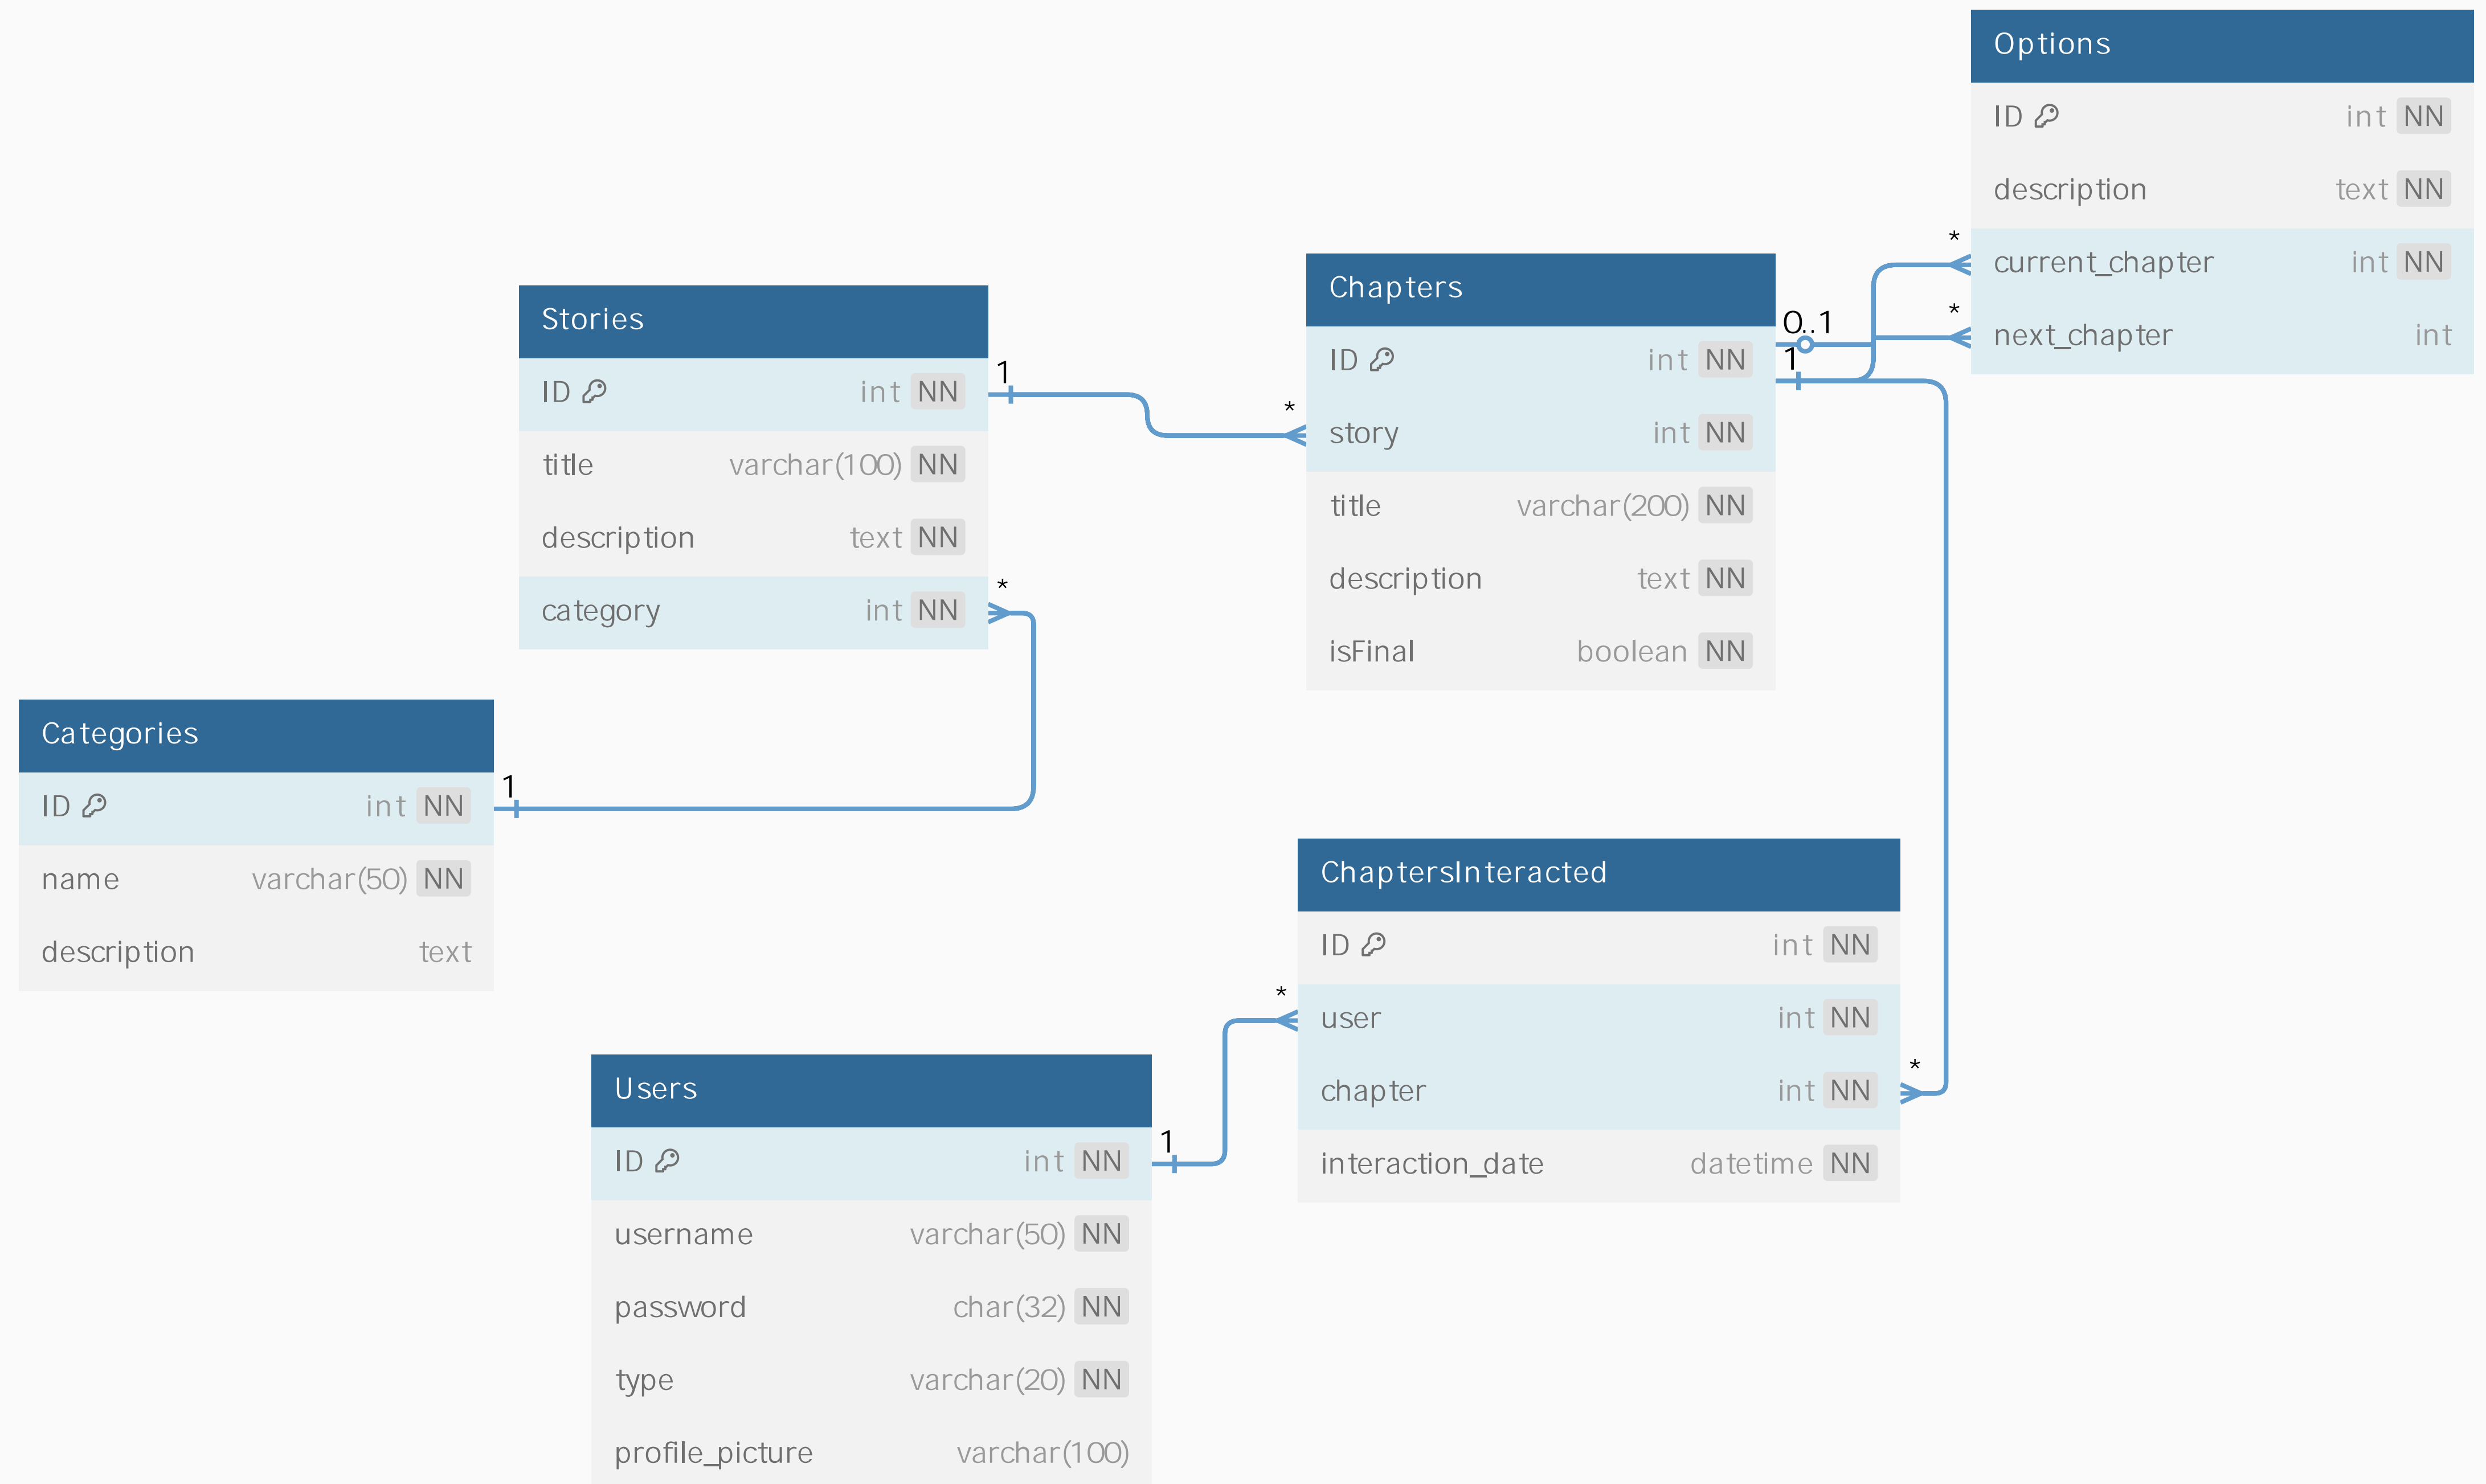 Options
ID int NN
description text NN
* current_chapter int NN
* next_chapter int
Chapters
0..1
1
ID int NN
story int NN
title varchar(200) NN
description text NN
isFinal boolean NN
Stories
1
*
ID int NN
title varchar(100) NN
description text NN
category int NN
*
Categories
1
ID int NN
name varchar(50) NN
description text
ChaptersInteracted
ID int NN
* user int NN
chapter int NN *
interaction_date datetime NN
Users
1
ID int NN
username varchar(50) NN
password char(32) NN
type varchar(20) NN
profile_picture varchar(100)